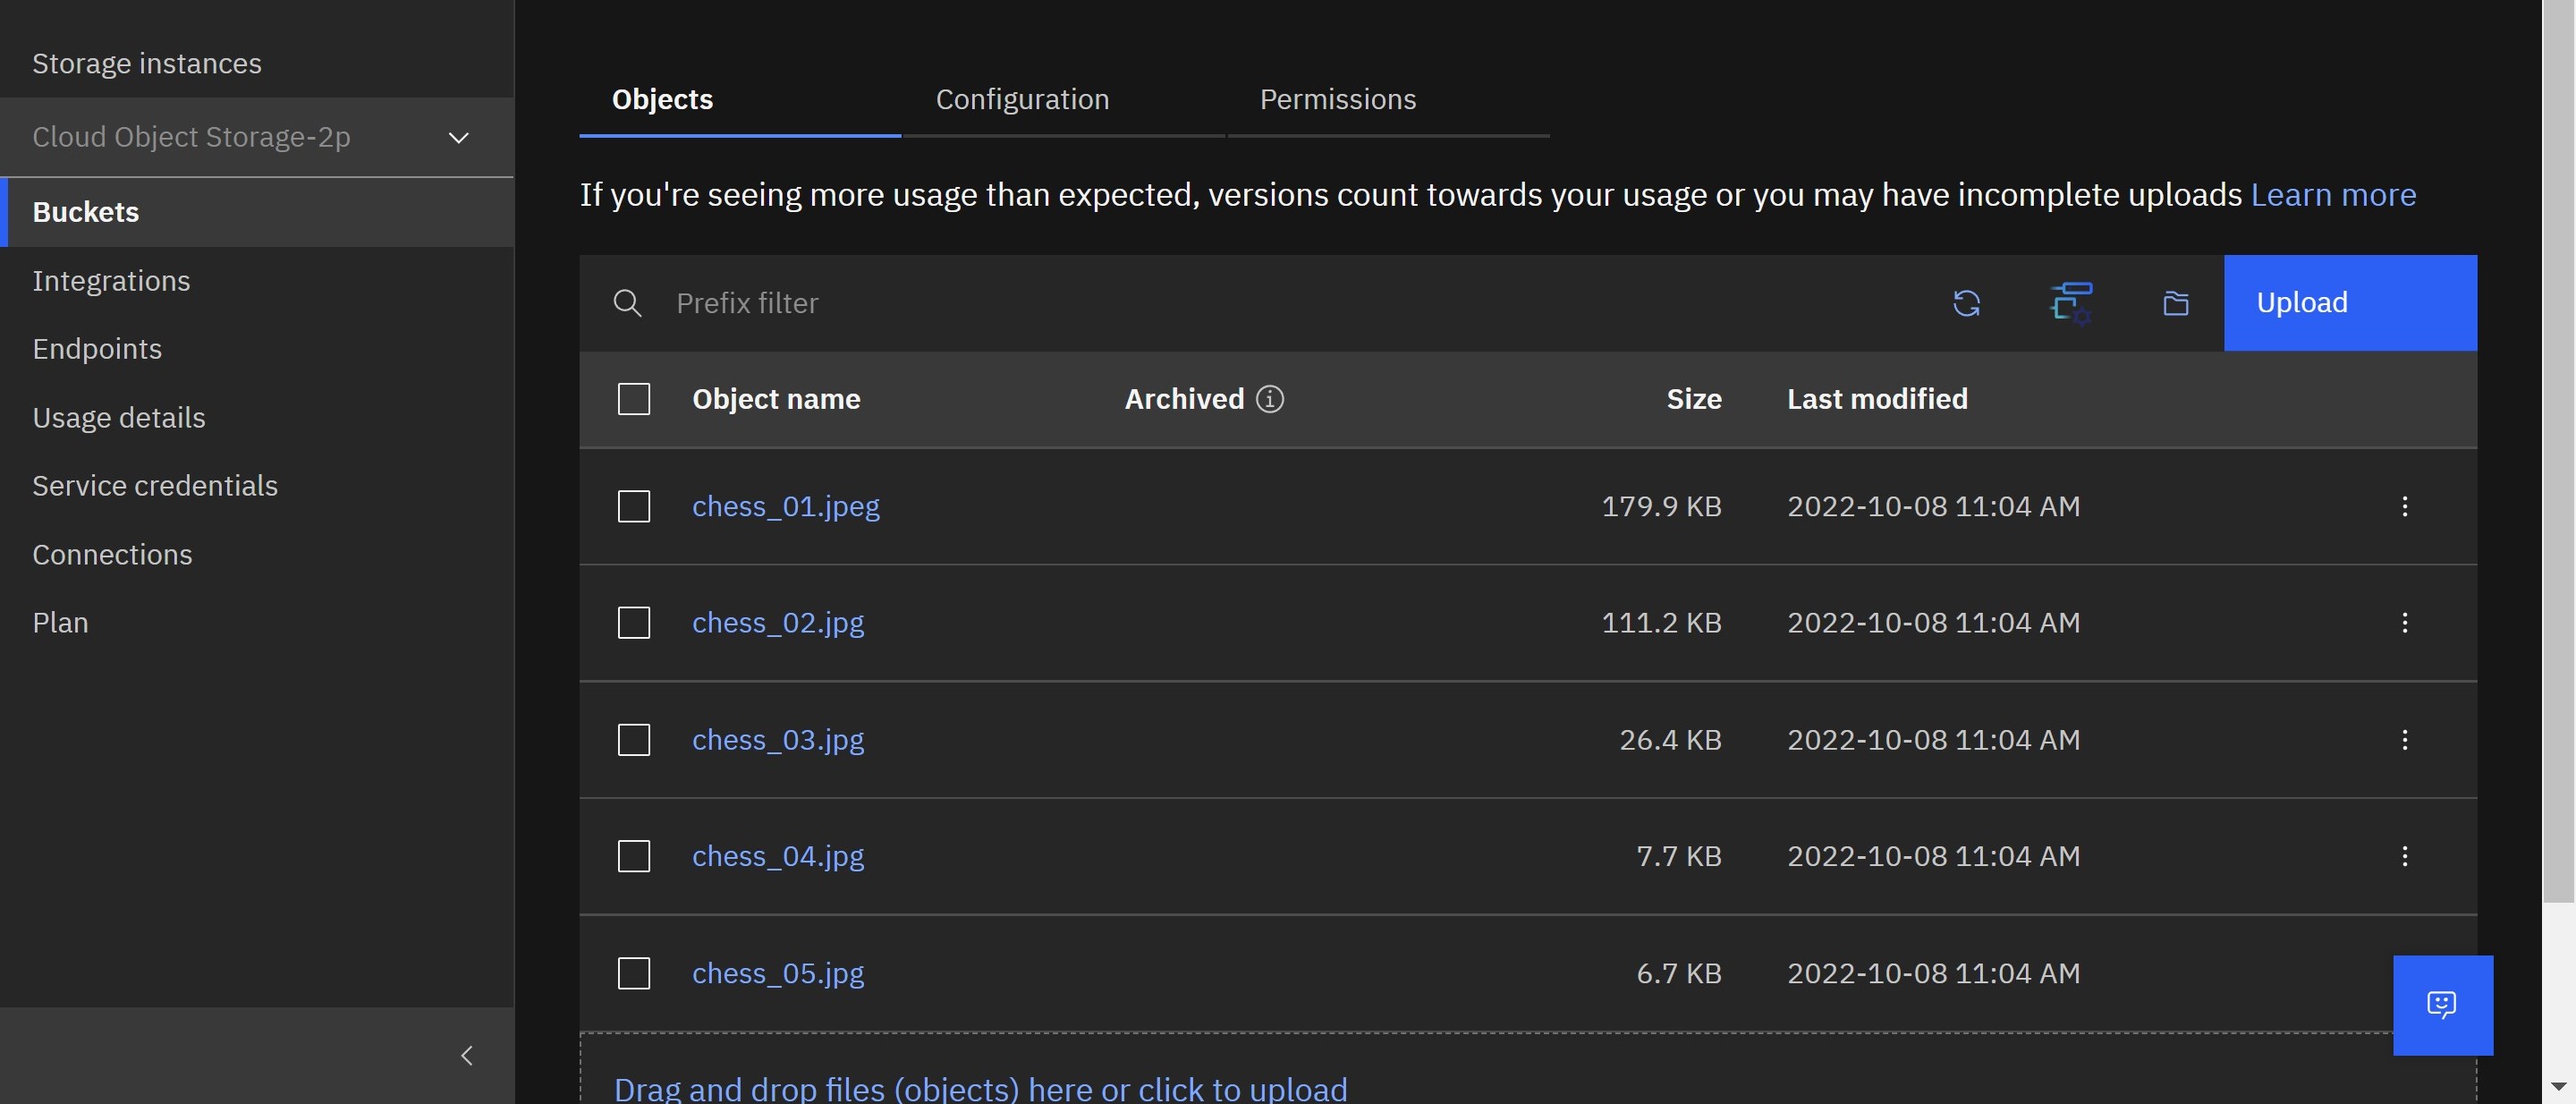 Storage instances
Cloud Object Storage-2p
Buckets
Integrations
Endpoints
Usage details
Service credentials
Connections
Plan
Objects Configuration Permissions
If you're seeing more usage than expected, versions count towards your usage or you may have incomplete uploads Learn more
Prefix filter Upload
Object name Archived Size Last modified
chess_01.jpeg 179.9 KB 2022-10-08 11:04 AM
chess_02.jpg 111.2 KB 2022-10-08 11:04 AM
chess_03.jpg 26.4 KB 2022-10-08 11:04 AM
chess_04.jpg 7.7 KB 2022-10-08 11:04 AM
chess_05.jpg 6.7 KB 2022-10-08 11:04 AM
Drag and drop files (objects) here or click to upload